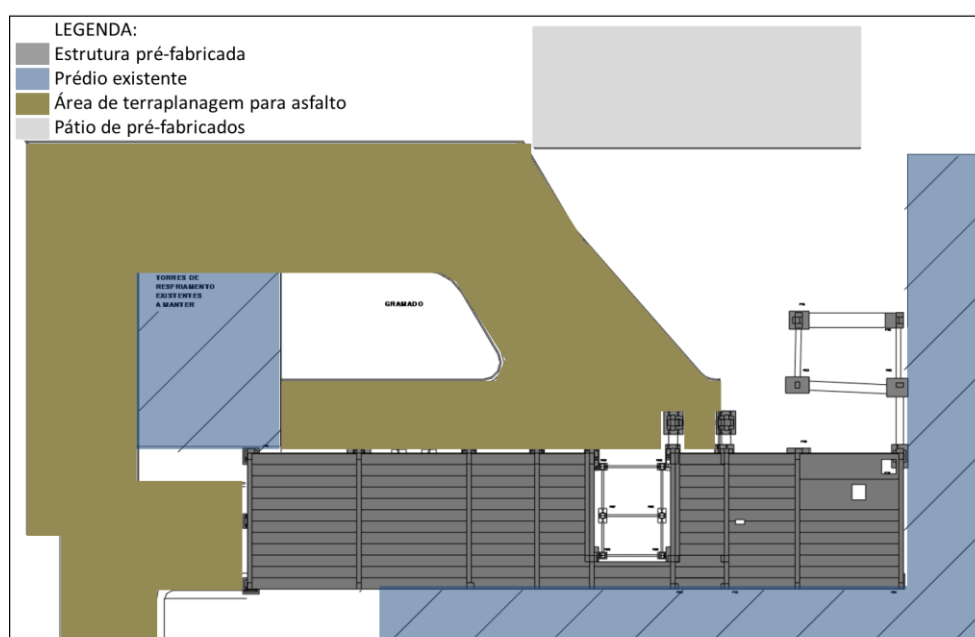 LEGENDA:
Estrutura pré-fabricada
Prédio existente
Área de terraplanagem para asfalto
Pátio de pré-fabricados
TORRES DE
RESFRIAMENTO
EXISTENTES
A MANTER
GRAMADO